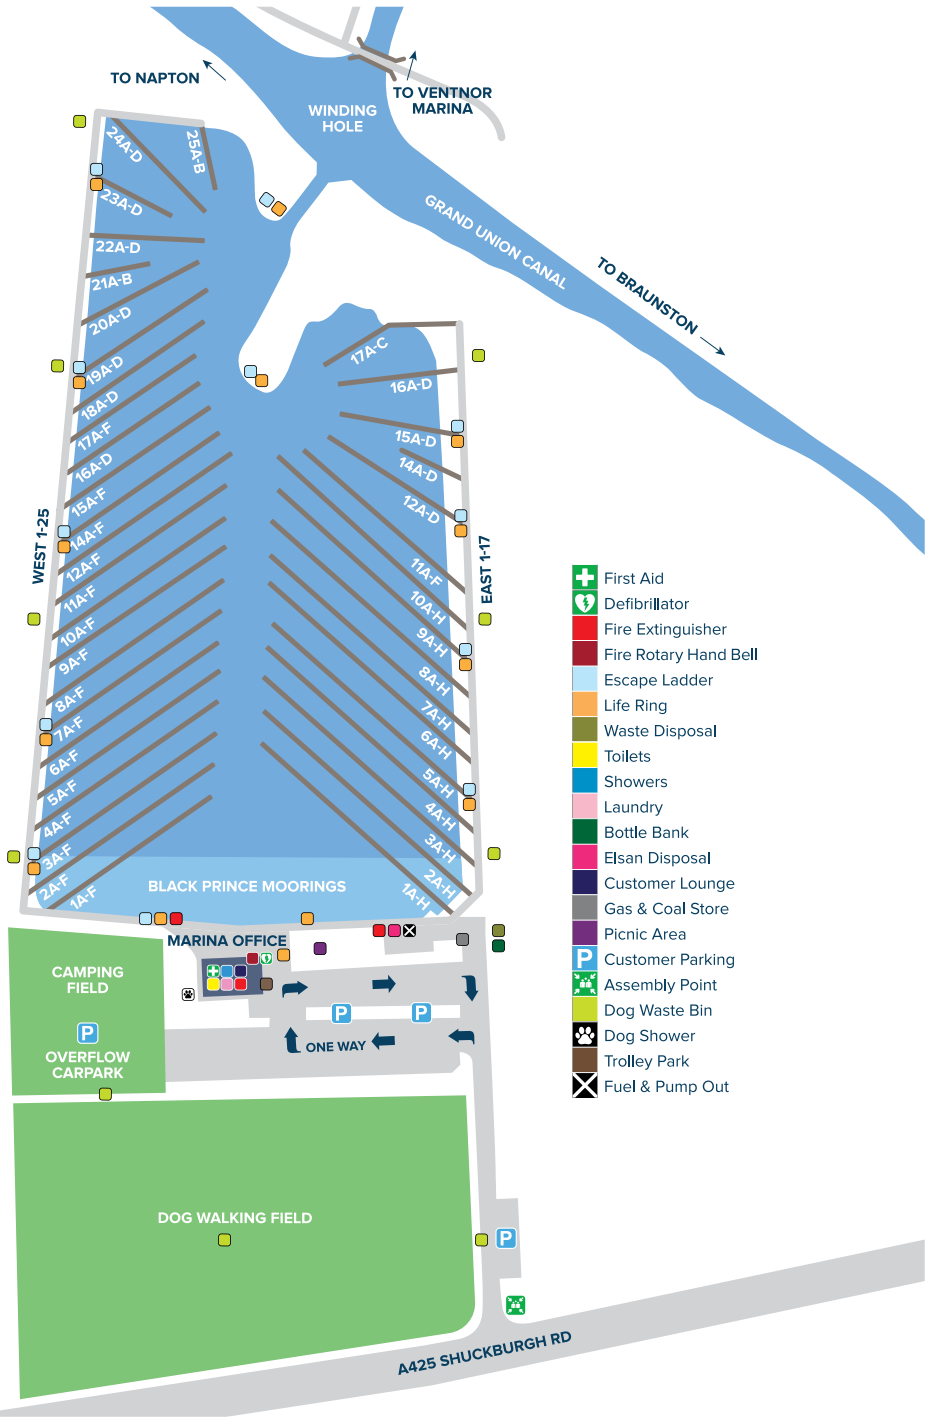 TO NAPTON
TO VENTNOR
MARINA
WINDING
HOLE
GRAND UNION CANAL
TO BRAUNSTON
24A-D
25A-B
23A-D
22A-D
21A-B
20A-D
19A-D
18A-D
17A-F
16A-D
15A-F
14A-F
12A-F
11A-F
10A-F
9A-F
8A-F
7A-F
6A-F
5A-F
4A-F
3A-F
2A-F
1A-F
WEST 1-25
17A-C
16A-D
15A-D
14A-D
12A-D
11A-F
10A-H
9A-H
8A-H
7A-H
6A-H
5A-H
4A-H
3A-H
2A-H
1A-H
EAST 1-17
BLACK PRINCE MOORINGS
MARINA OFFICE
CAMPING
FIELD
P
OVERFLOW
CARPARK
P
P
ONE WAY
DOG WALKING FIELD
P
A425 SHUCKBURGH RD
First Aid
Defibrillator
Fire Extinguisher
Fire Rotary Hand Bell
Escape Ladder
Life Ring
Waste Disposal
Toilets
Showers
Laundry
Bottle Bank
Elsan Disposal
Customer Lounge
Gas & Coal Store
Picnic Area
P Customer Parking
Assembly Point
Dog Waste Bin
Dog Shower
Trolley Park
Fuel & Pump Out